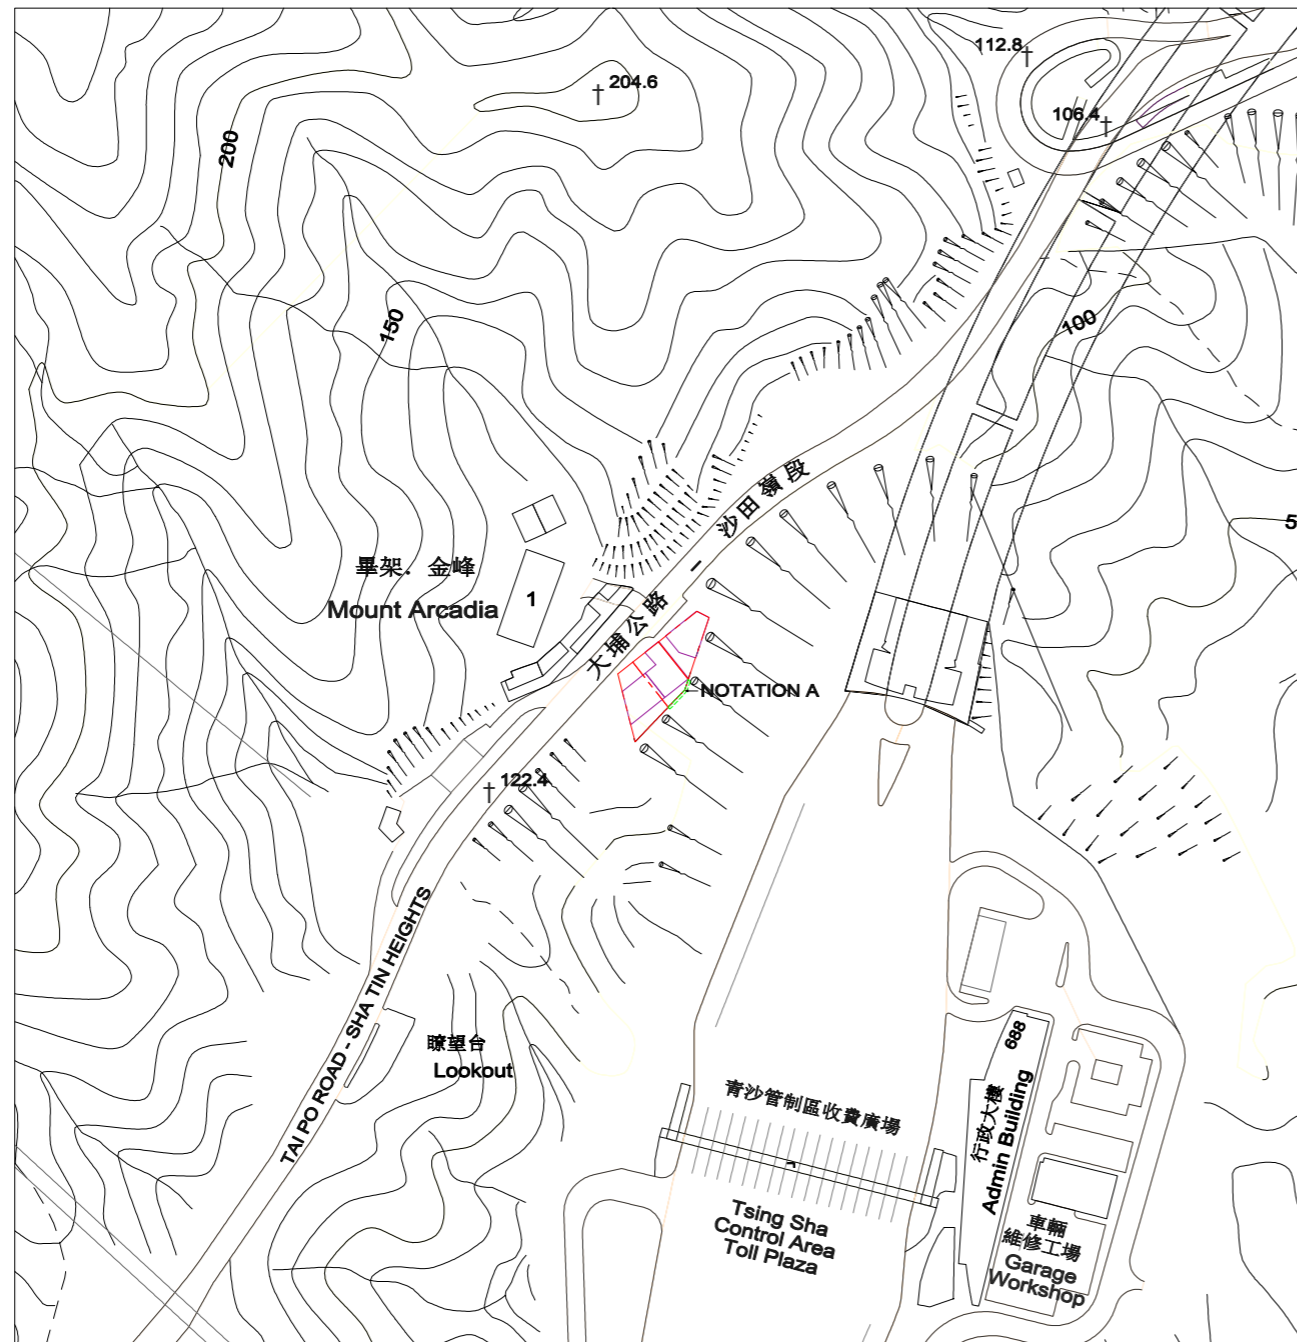 112.8
204.6
106.4
200
150
100
5
沙田嶺段
-
大埔公路
畢架．金峰
Mount Arcadia
1
NOTATION A
122.4
TAI PO ROAD - SHA TIN HEIGHTS
瞭望台
Lookout
688
行政大樓
Admin Building
青沙管制區收費廣場
Tsing Sha
Control Area
Toll Plaza
車輛
維修工場
Garage
Workshop